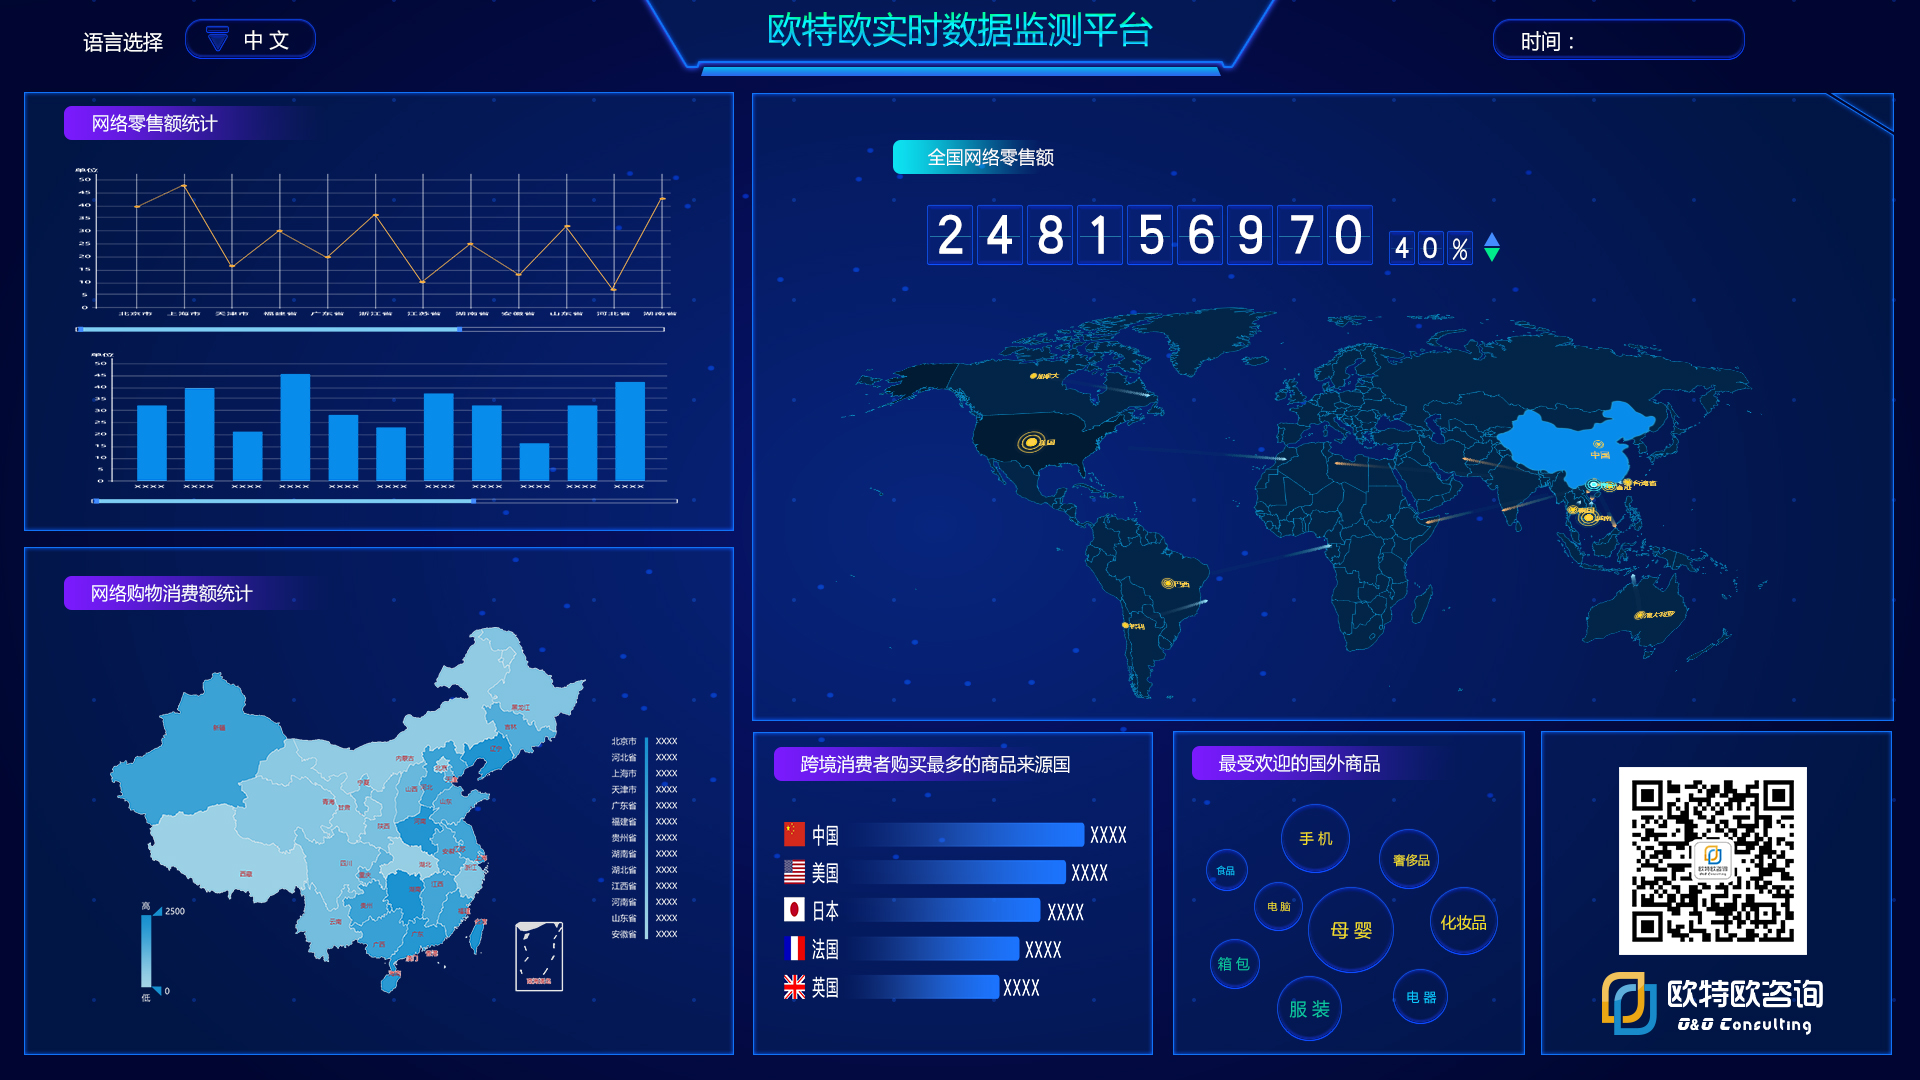 欧特欧实时数据监测平台
语言选择
中文
时间：
网络零售额统计
单位
50
45
40
35
30
25
20
15
10
5
0
北京市 上海市 天津市 福建省 广东省 浙江省 江苏省 湖南省 安徽省 山东省 河北省 湖南省
单位
50
45
40
35
30
25
20
15
10
5
0
XXXX XXXX XXXX XXXX XXXX XXXX XXXX XXXX XXXX XXXX XXXX
网络购物消费额统计
黑龙江
吉林
辽宁
新疆
内蒙古
北京
宁夏
山西
河北
青海
甘肃
山东
陕西
河南
四川
湖北
安徽
重庆
浙江
西藏
湖南
江西
贵州
云南
福建
广西
广东
高
2500
0
低
北京市 XXXX
河北省 XXXX
上海市 XXXX
天津市 XXXX
广东省 XXXX
福建省 XXXX
贵州省 XXXX
湖南省 XXXX
湖北省 XXXX
江西省 XXXX
河南省 XXXX
山东省 XXXX
安徽省 XXXX
全国网络零售额
248156970
40%
加拿大
美国
中国
台湾省
巴西
澳大利亚
跨境消费者购买最多的商品来源国
中国 XXXX
美国 XXXX
日本 XXXX
法国 XXXX
英国 XXXX
最受欢迎的国外商品
手机
奢侈品
食品
电脑
母婴
化妆品
箱包
服装
电器
欧特欧咨询
欧特欧咨询
O&O Consulting